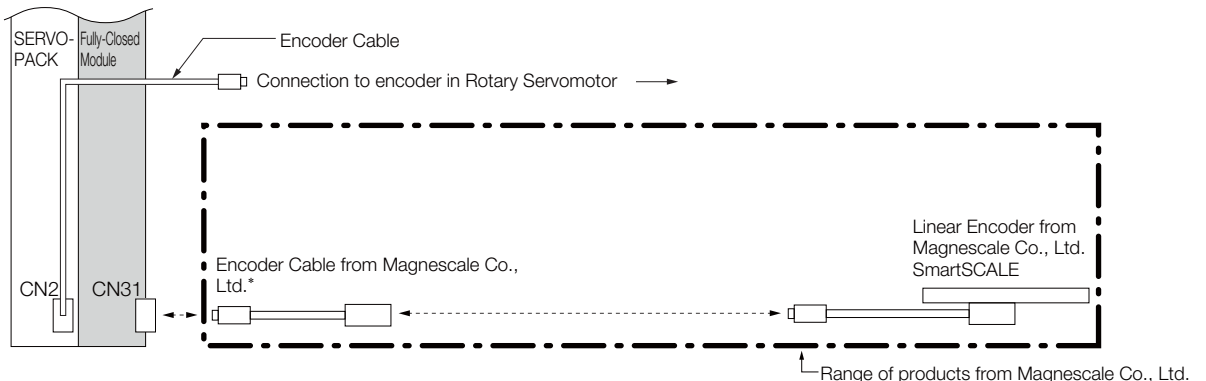 SERVO-
PACK
Fully-Closed
Module
Encoder Cable
Connection to encoder in Rotary Servomotor
Linear Encoder from
Magnescale Co., Ltd.
SmartSCALE
Encoder Cable from Magnescale Co.,
Ltd.*
CN2
CN31
Range of products from Magnescale Co., Ltd.